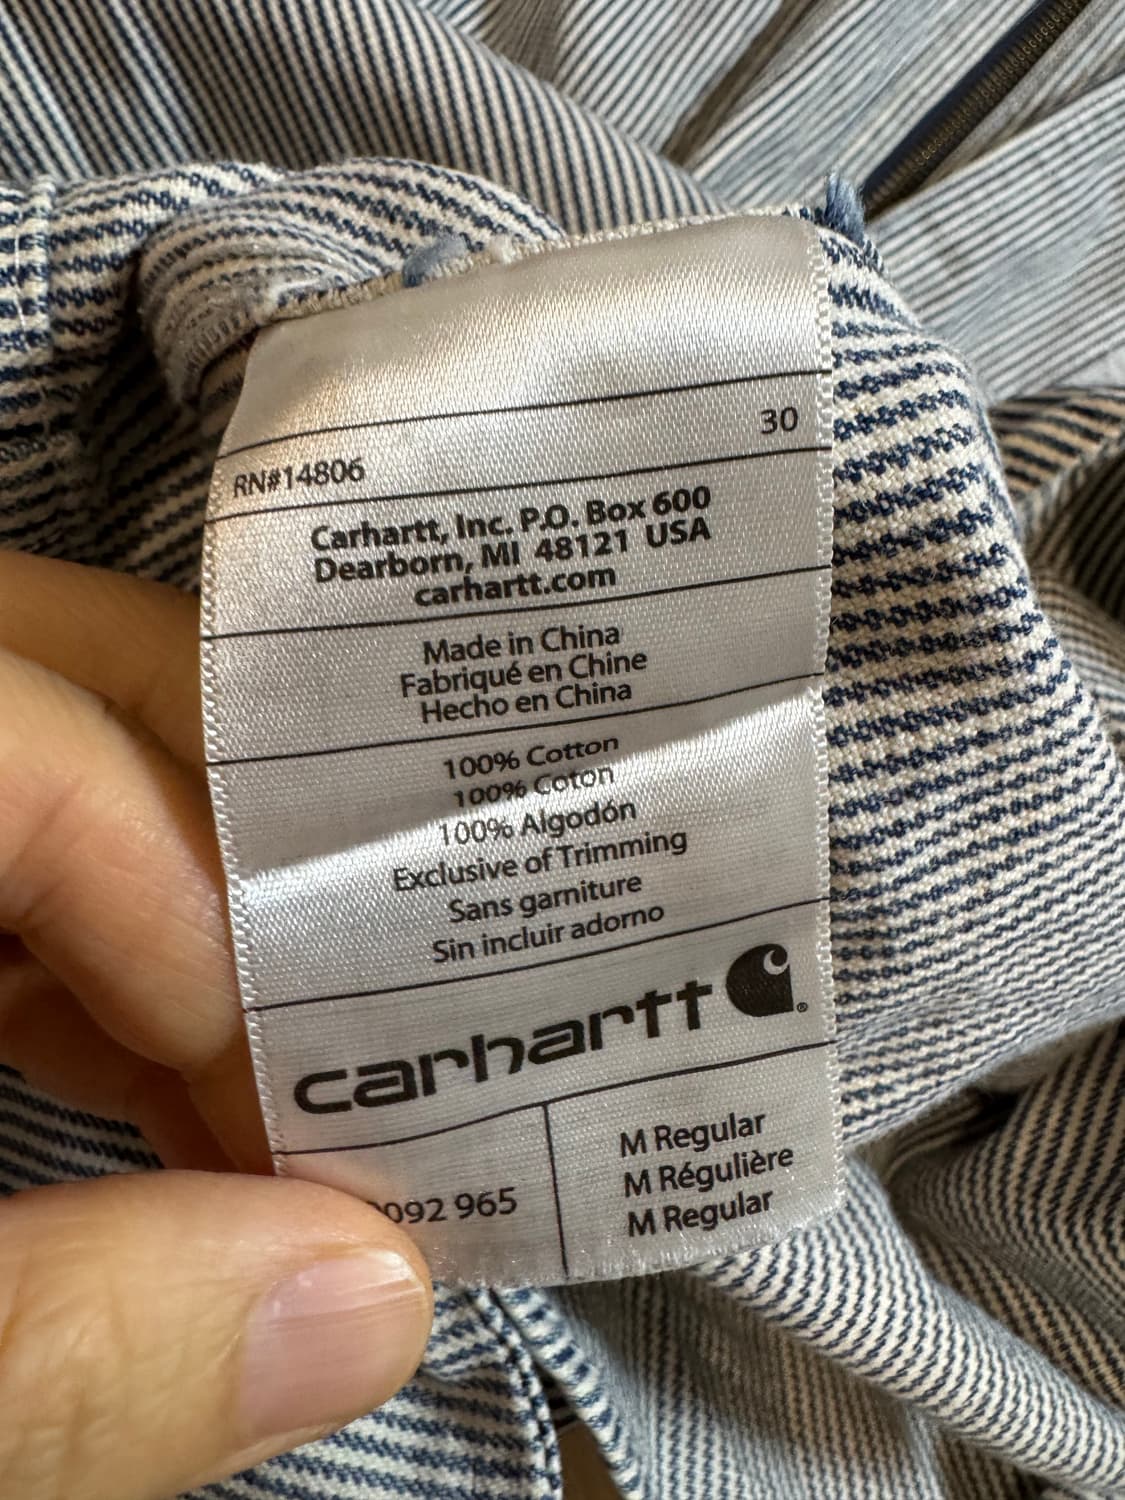 30
RN#14806
Carhartt, Inc. P.O. Box 600
Dearborn, MI 48121 USA
carhartt.com
Made in China
Fabriqué en Chine
Hecho en China
100% Cotton
100% Coton
100% Algodón
Exclusive of Trimming
Sans garniture
Sin incluir adorno
carhartt ®
965
M Regular
M Régulière
M Regular